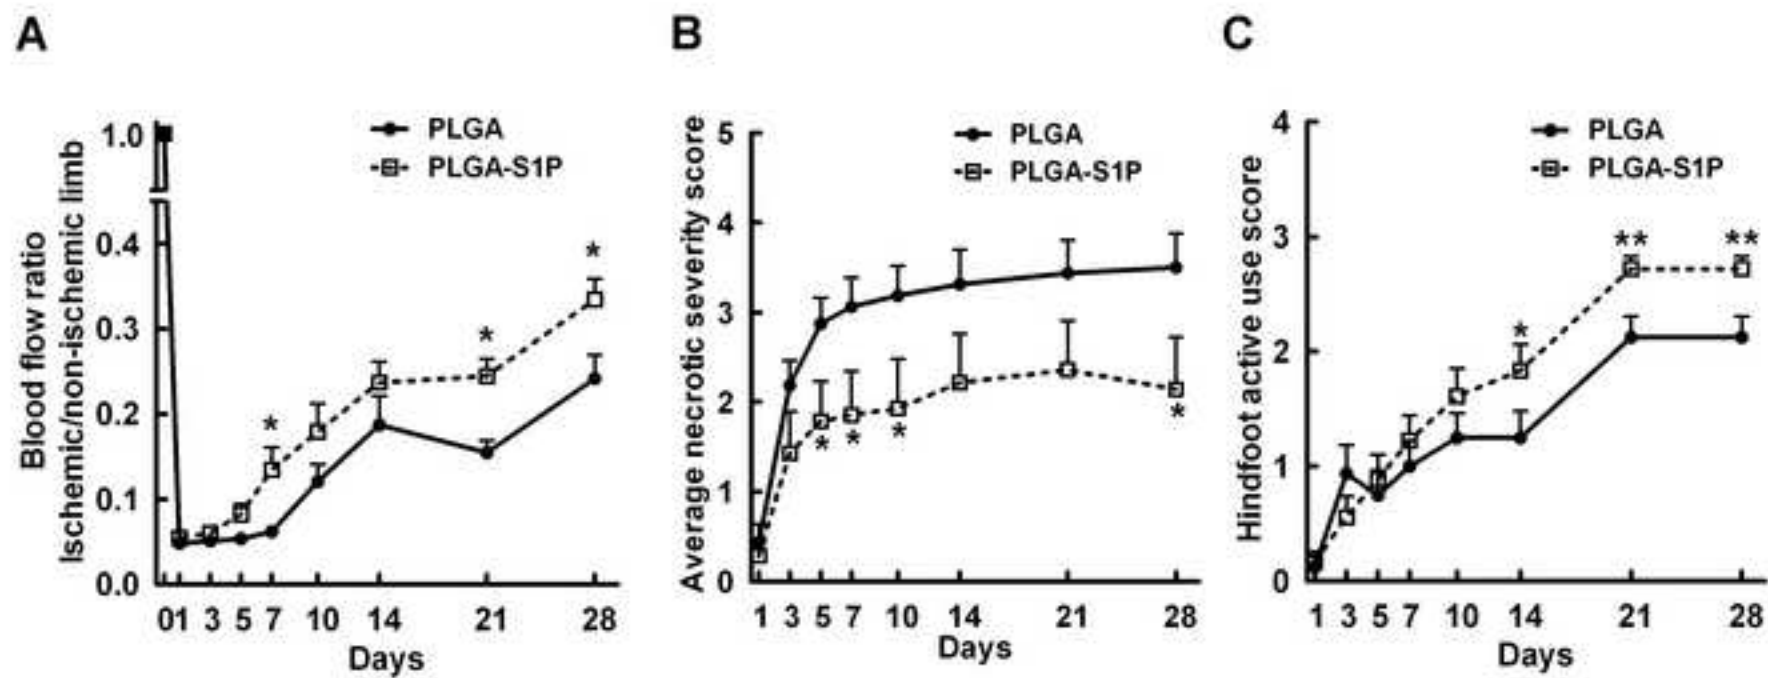 A
Blood flow ratio
Ischemic/non-ischemic limb
1.0
0.4
0.3
0.2
0.1
0.0
PLGA
PLGA-S1P
*
*
*
01 3 5 7 10 14 21 28
Days
B
Average necrotic severity score
5
4
3
2
1
0
PLGA
PLGA-S1P
* * * *
1 3 5 7 10 14 21 28
Days
C
Hindfoot active use score
4
3
2
1
0
PLGA
PLGA-S1P
** **
*
1 3 5 7 10 14 21 28
Days